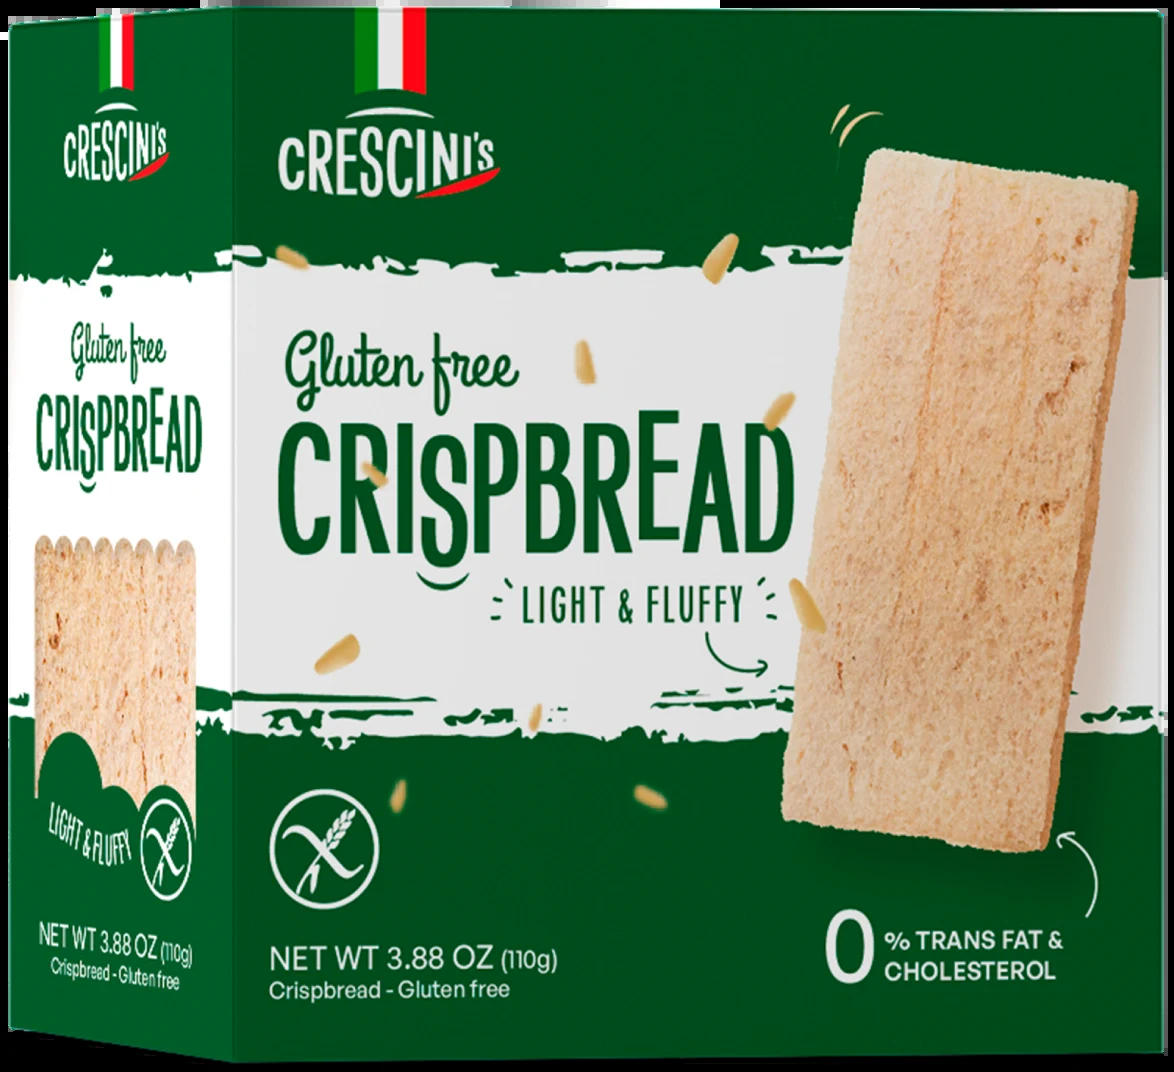 CRESCINI'S
Gluten free
CRISPBREAD
LIGHT & FLUFFY
NET WT 3.88 OZ (110g)
Crispbread - Gluten free
CRESCINI'S
Gluten free
CRISPBREAD
LIGHT & FLUFFY
NET WT 3.88 OZ (110g)
Crispbread - Gluten free
0% TRANS FAT &
CHOLESTEROL